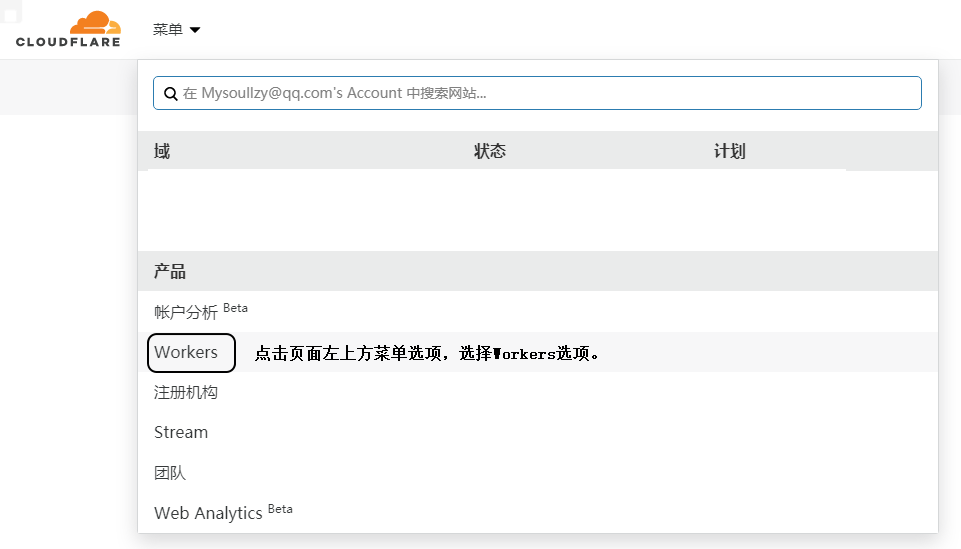 CLOUDFLARE 菜单
在 Mysoullzy@qq.com's Account 中搜索网站...
域 状态 计划
产品
帐户分析 Beta
Workers 点击页面左上方菜单选项，选择Workers选项。
注册机构
Stream
团队
Web Analytics Beta